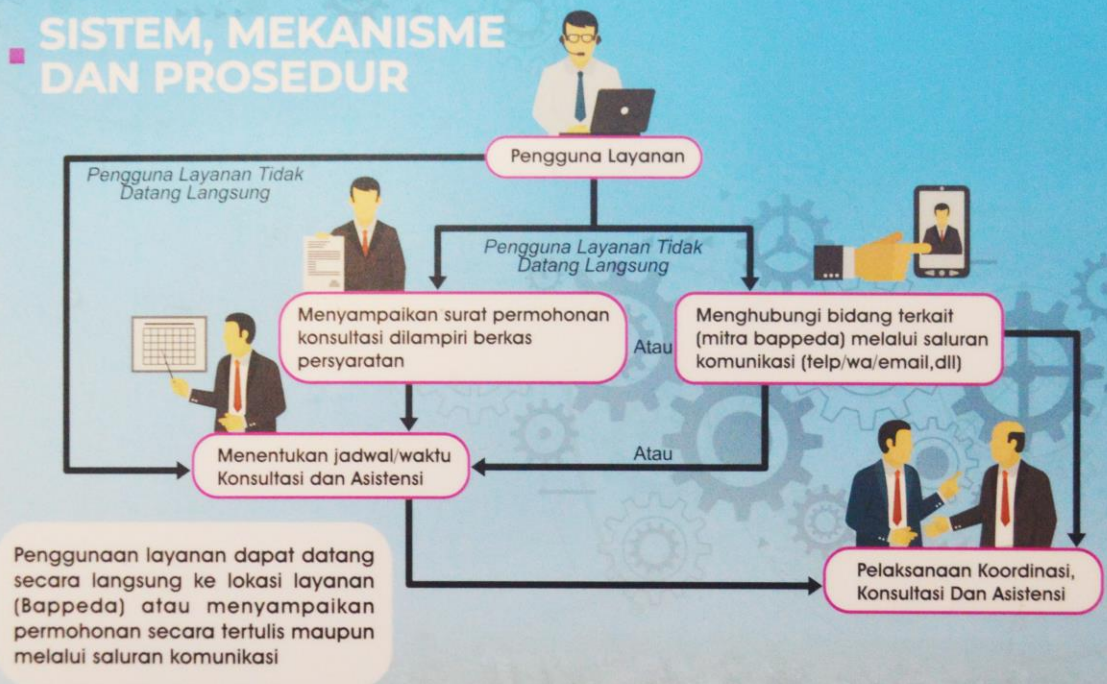 SISTEM, MEKANISME
DAN PROSEDUR
Pengguna Layanan
Pengguna Layanan Tidak
Datang Langsung
Pengguna Layanan Tidak
Datang Langsung
Menyampaikan surat permohonan
konsultasi dilampiri berkas
persyaratan
Atau
Menghubungi bidang terkait
(mitra bappeda) melalui saluran
komunikasi (telp/wa/email,dll)
Menentukan jadwal/waktu
Konsultasi dan Asistensi
Atau
Penggunaan layanan dapat datang
secara langsung ke lokasi layanan
(Bappeda) atau menyampaikan
permohonan secara tertulis maupun
melalui saluran komunikasi
Pelaksanaan Koordinasi,
Konsultasi Dan Asistensi